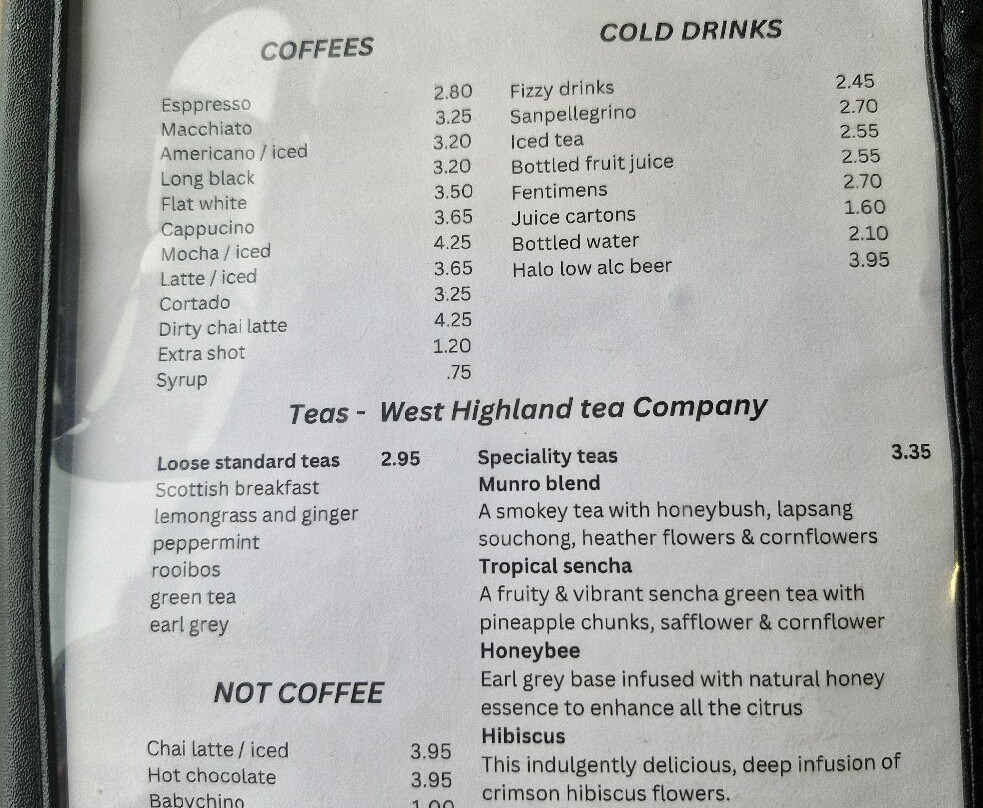 COFFEES
Esppresso 2.80
Macchiato 3.25
Americano / iced 3.20
Long black 3.20
Flat white 3.50
Cappucino 3.65
Mocha / iced 4.25
Latte / iced 3.65
Cortado 3.25
Dirty chai latte 4.25
Extra shot 1.20
Syrup .75
COLD DRINKS
Fizzy drinks 2.45
Sanpellegrino 2.70
Iced tea 2.55
Bottled fruit juice 2.55
Fentimens 2.70
Juice cartons 1.60
Bottled water 2.10
Halo low alc beer 3.95
Teas - West Highland tea Company
Loose standard teas 2.95
Scottish breakfast
lemongrass and ginger
peppermint
rooibos
green tea
earl grey
NOT COFFEE
Chai latte / iced 3.95
Hot chocolate 3.95
Babychino 1.00
Speciality teas 3.35
Munro blend
A smokey tea with honeybush, lapsang
souchong, heather flowers & cornflowers
Tropical sencha
A fruity & vibrant sencha green tea with
pineapple chunks, safflower & cornflower
Honeybee
Earl grey base infused with natural honey
essence to enhance all the citrus
Hibiscus
This indulgently delicious, deep infusion of
crimson hibiscus flowers.